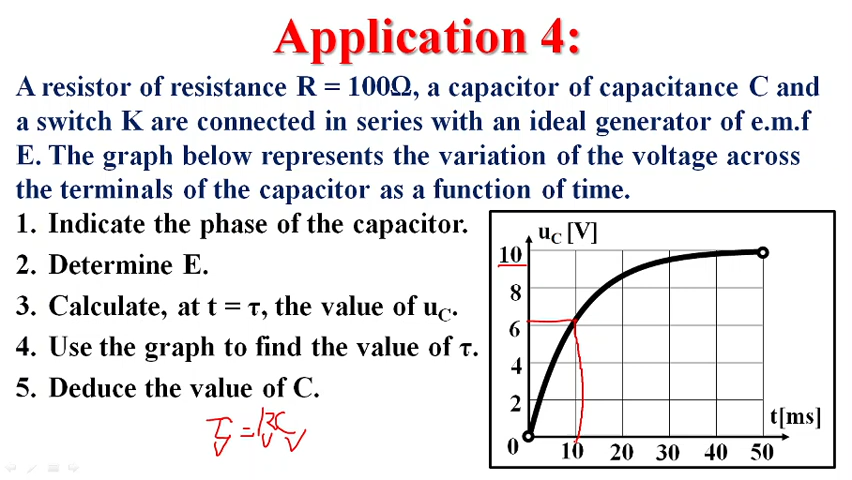 Application 4:
A resistor of resistance R = 100Ω, a capacitor of capacitance C and
a switch K are connected in series with an ideal generator of e.m.f
E. The graph below represents the variation of the voltage across
the terminals of the capacitor as a function of time.
1. Indicate the phase of the capacitor.
2. Determine E.
3. Calculate, at t = τ, the value of uC.
4. Use the graph to find the value of τ.
5. Deduce the value of C.
τ = RC
uC [V]
10
8
6
4
2
0
10 20 30 40 50
t[ms]